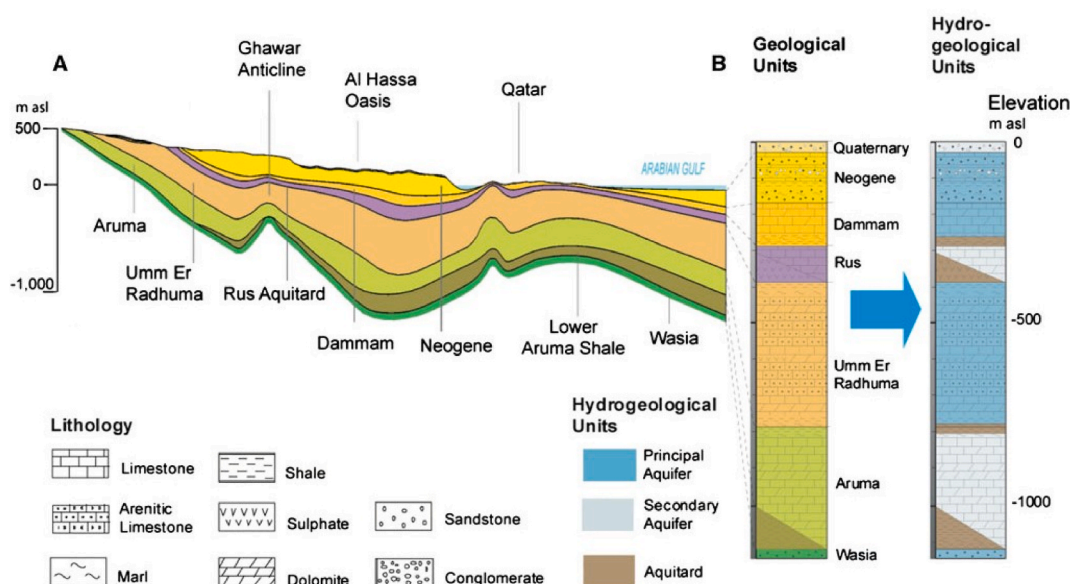 A
Ghawar
Anticline
Al Hassa
Oasis
Qatar
m asl
500
0
-1,000
ARABIAN GULF
Aruma
Umm Er
Radhuma
Rus Aquitard
Dammam
Neogene
Lower
Aruma Shale
Wasia
B
Geological
Units
Hydro-
geological
Units
Elevation
m asl
Quaternary
Neogene
Dammam
Rus
Umm Er
Radhuma
Aruma
Wasia
0
-500
-1000
Lithology
Limestone
Shale
Arenitic
Limestone
Sulphate
Sandstone
Marl
Dolomite
Conglomerate
Hydrogeological
Units
Principal
Aquifer
Secondary
Aquifer
Aquitard